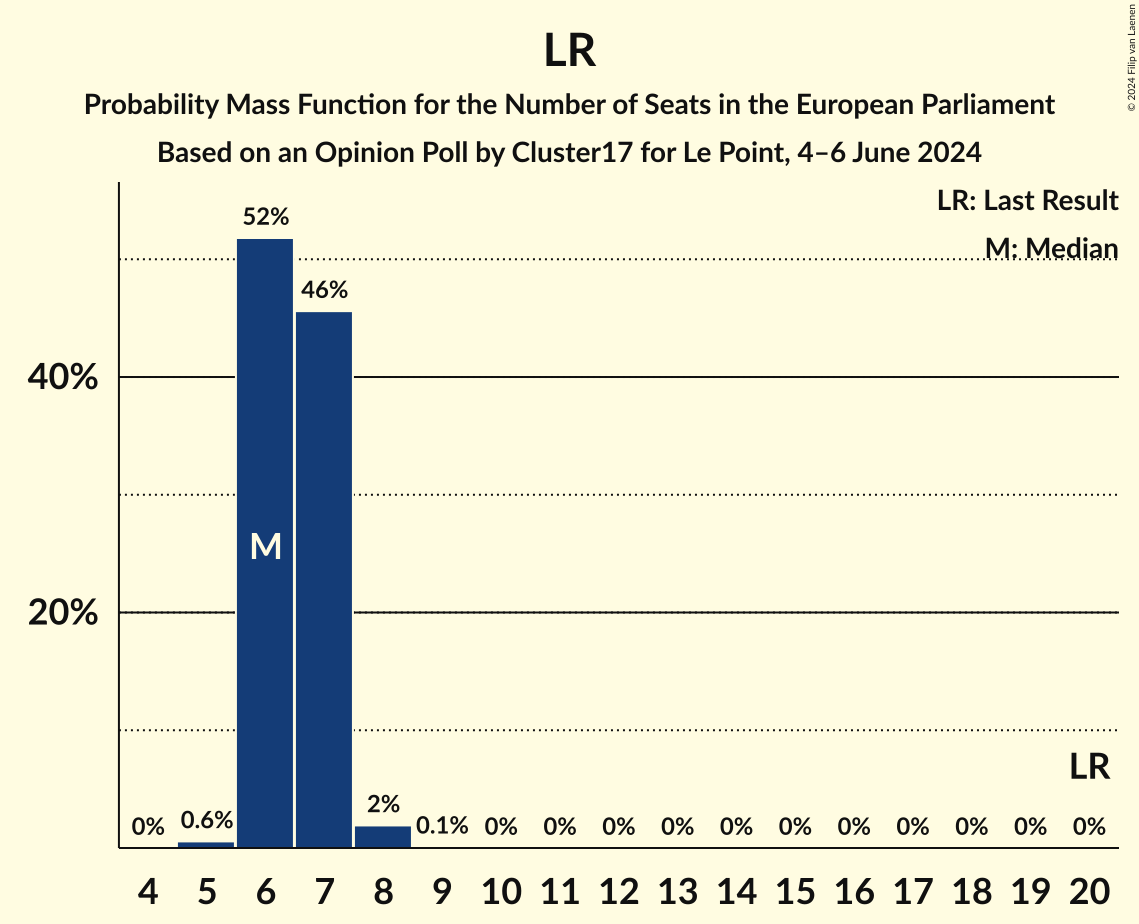 LR
Probability Mass Function for the Number of Seats in the European Parliament
Based on an Opinion Poll by Cluster17 for Le Point, 4–6 June 2024
© 2024 Filip van Laenen
LR: Last Result
M: Median
52%
46%
40%
M
20%
LR
0% 0.6% 2% 0.1% 0% 0% 0% 0% 0% 0% 0% 0% 0% 0% 0%
4 5 6 7 8 9 10 11 12 13 14 15 16 17 18 19 20